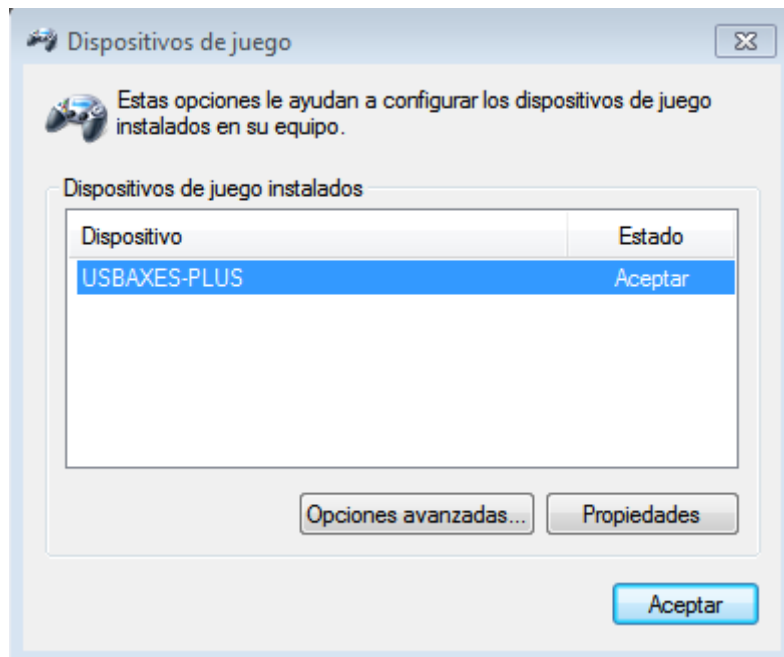 Dispositivos de juego
Estas opciones le ayudan a configurar los dispositivos de juego
instalados en su equipo.
Dispositivos de juego instalados
Dispositivo Estado
USBAXES-PLUS Aceptar
Opciones avanzadas... Propiedades
Aceptar